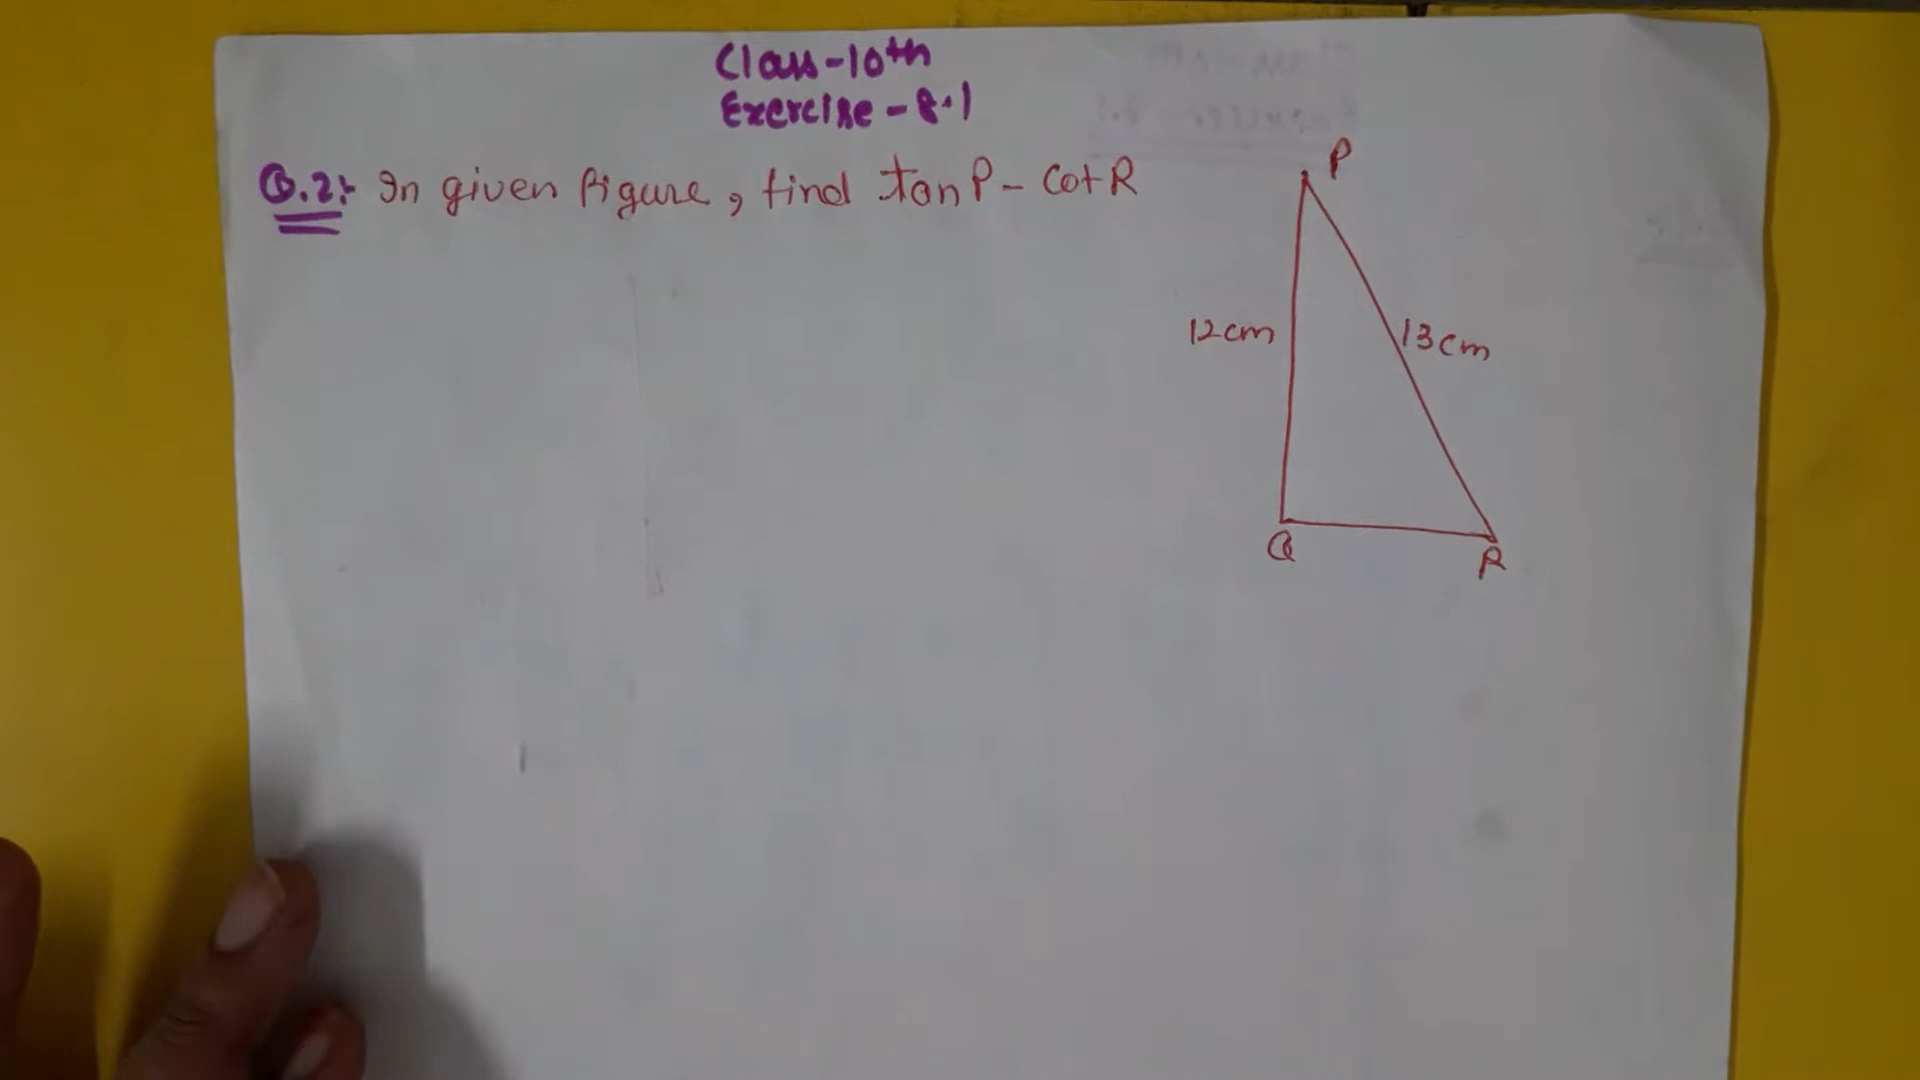 Class-10th
Exercise-8.1
Q.2:- In given figure, find tanP - CotR
P
12cm
13cm
Q
R